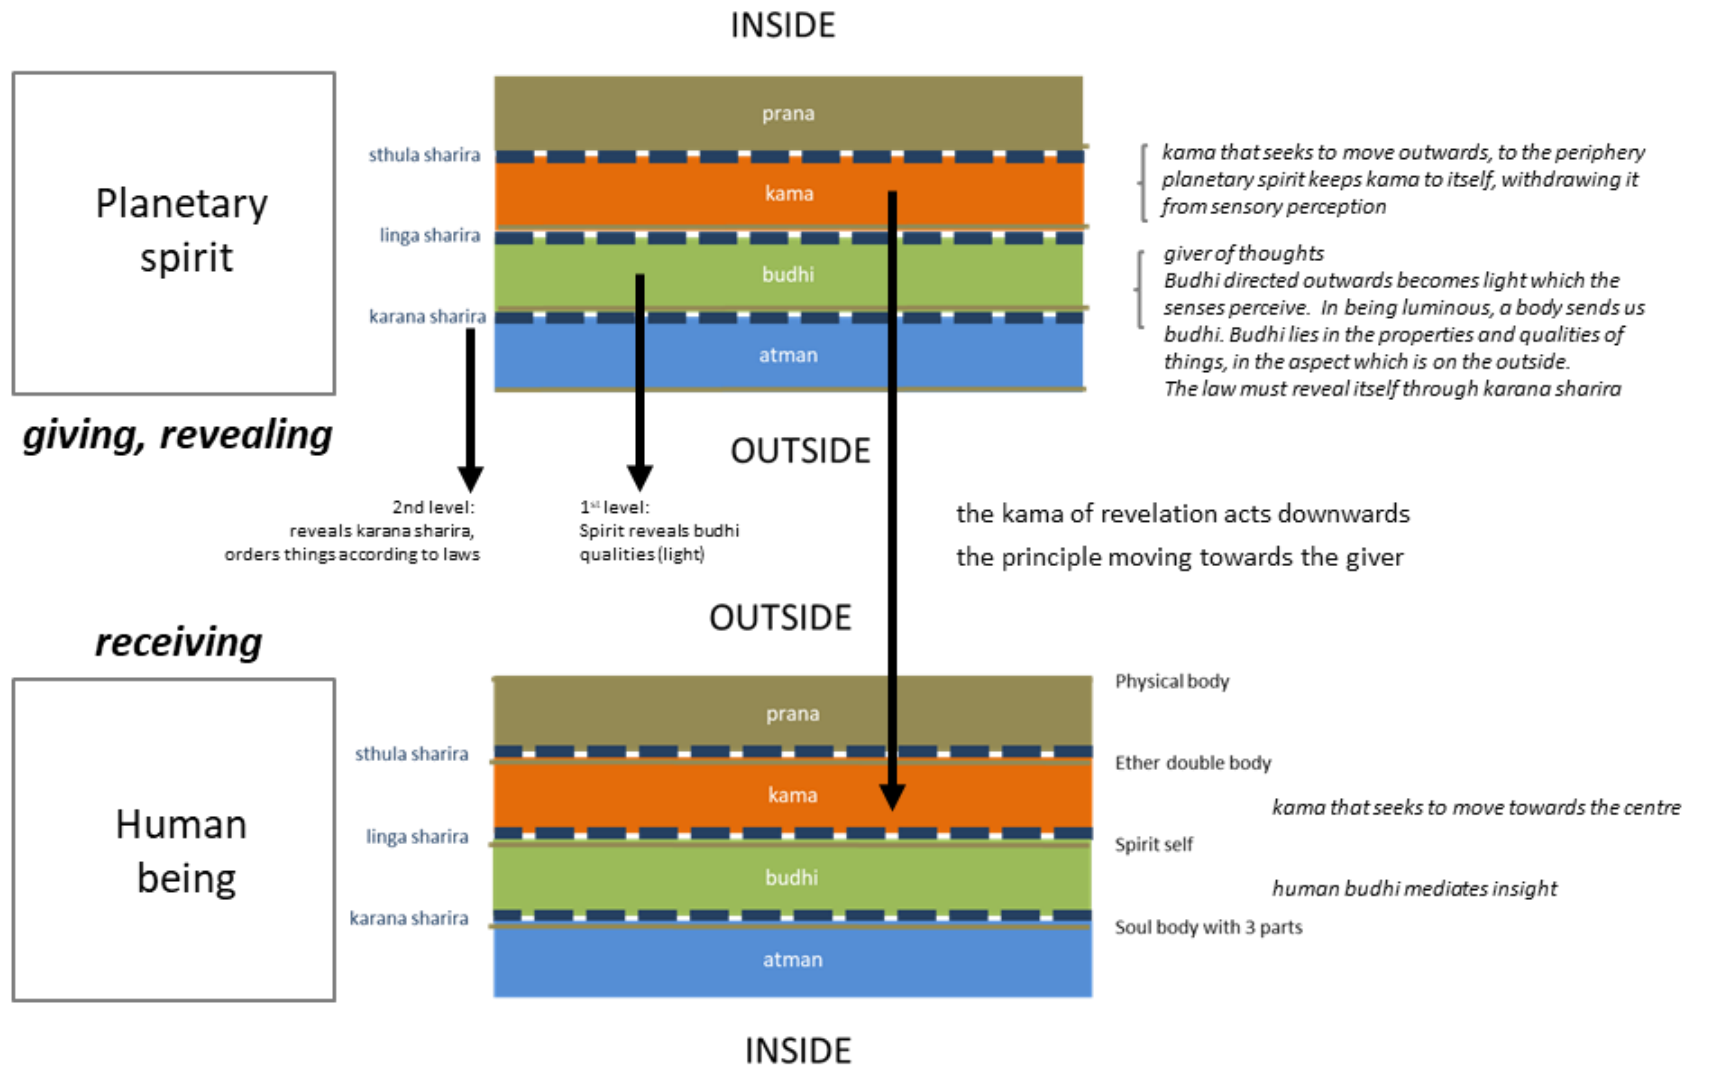 INSIDE
Planetary
spirit
giving, revealing
prana
sthula sharira
kama
linga sharira
budhi
karana sharira
atman
kama that seeks to move outwards, to the periphery
planetary spirit keeps kama to itself, withdrawing it
from sensory perception
giver of thoughts
Budhi directed outwards becomes light which the
senses perceive. In being luminous, a body sends us
budhi. Budhi lies in the properties and qualities of
things, in the aspect which is on the outside.
The law must reveal itself through karana sharira
OUTSIDE
2nd level:
reveals karana sharira,
orders things according to laws
1st level:
Spirit reveals budhi
qualities (light)
the kama of revelation acts downwards
the principle moving towards the giver
OUTSIDE
receiving
Human
being
prana
sthula sharira
kama
linga sharira
budhi
karana sharira
atman
Physical body
Ether double body
kama that seeks to move towards the centre
Spirit self
human budhi mediates insight
Soul body with 3 parts
INSIDE